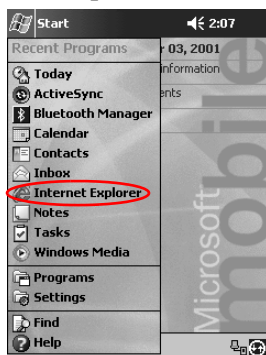 Start 2:07
Recent Programs r 03, 2001
Today information
ActiveSync ents
Bluetooth Manager
Calendar
Contacts
Inbox
Internet Explorer
Notes
Tasks
Windows Media
Programs
Settings
Find
Help
Microsoft
mobile